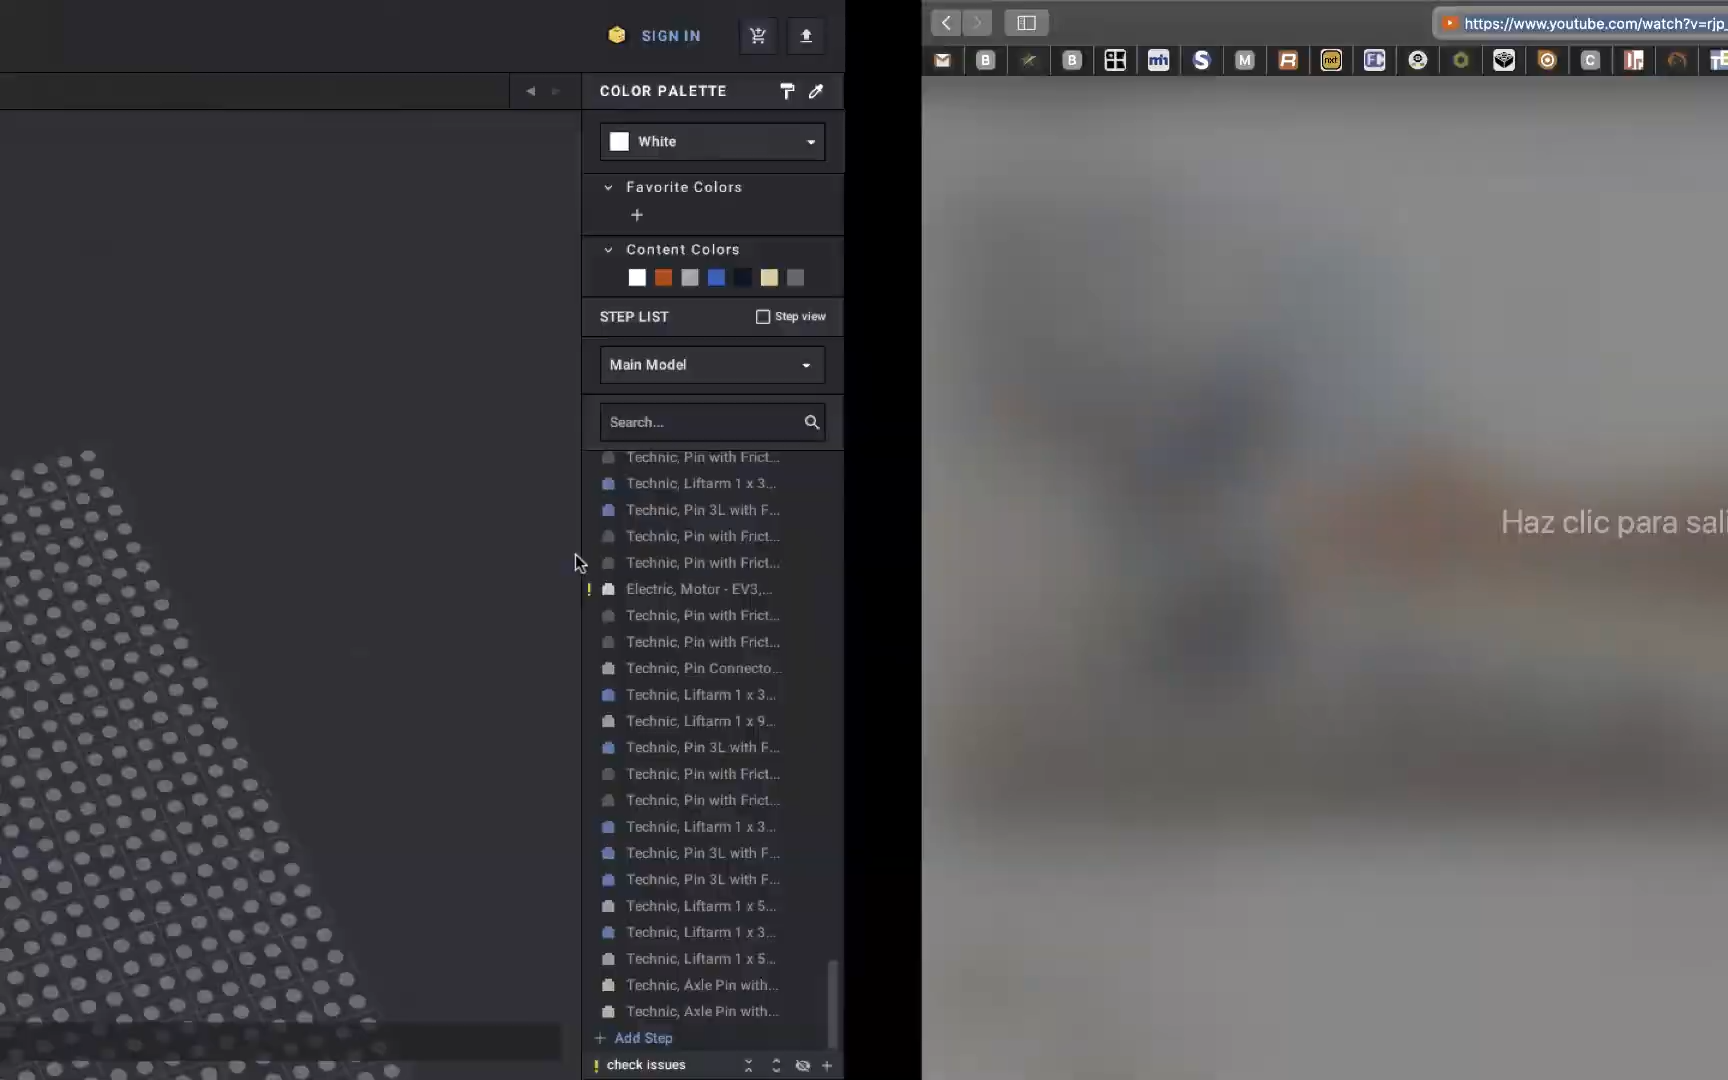 SIGN IN
https://www.youtube.com/watch?v=rjp_
COLOR PALETTE
White
Favorite Colors
Content Colors
STEP LIST
Step view
Main Model
Search...
Technic, Pin with Frict...
Technic, Liftarm 1 x 3...
Technic, Pin 3L with F...
Technic, Pin with Frict...
Technic, Pin with Frict...
Electric, Motor - EV3,...
Technic, Pin with Frict...
Technic, Pin with Frict...
Technic, Pin Connecto...
Technic, Liftarm 1 x 3...
Technic, Liftarm 1 x 9...
Technic, Pin 3L with F...
Technic, Pin with Frict...
Technic, Pin with Frict...
Technic, Liftarm 1 x 3...
Technic, Pin 3L with F...
Technic, Pin 3L with F...
Technic, Liftarm 1 x 5...
Technic, Liftarm 1 x 3...
Technic, Liftarm 1 x 5...
Technic, Axle Pin with...
Technic, Axle Pin with...
+ Add Step
! check issues
Haz clic para sali